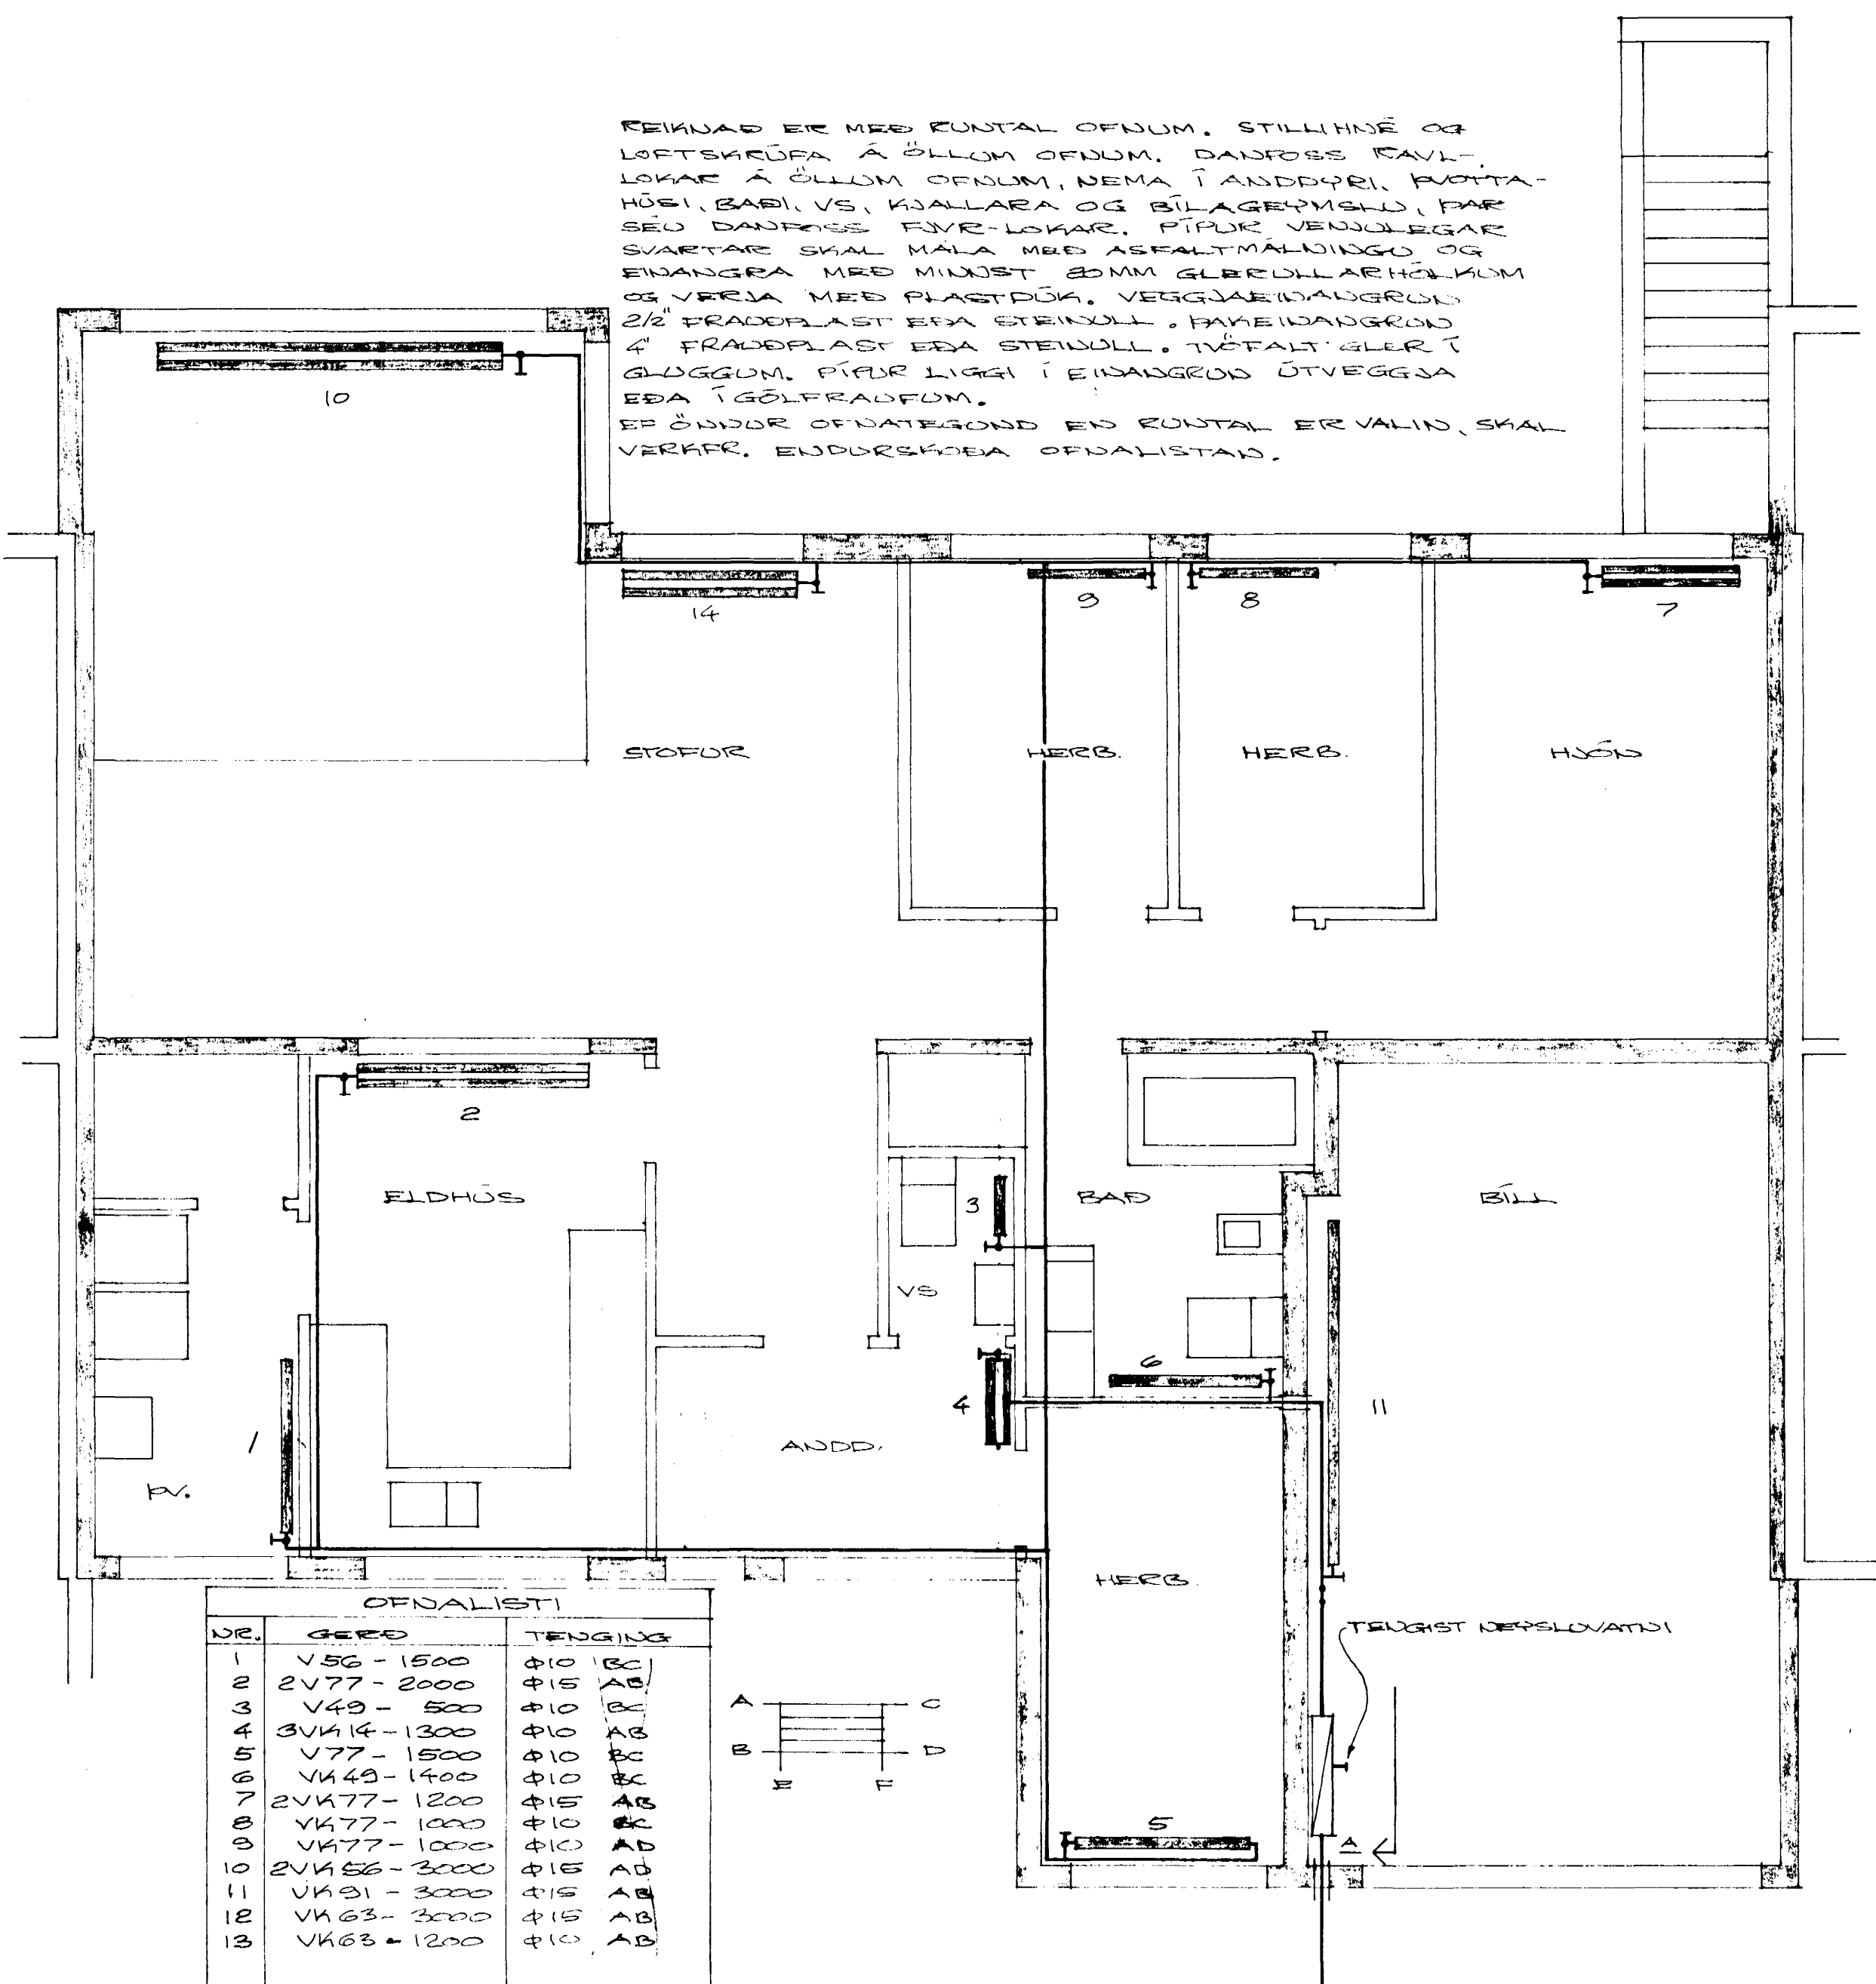 REIKNAÐ ER MEÐ RUNTAL OFNUM. STILLIHNÉ OG
LOFTSKRÚFA Á ÖLLUM OFNUM. DANFOSS RAVL-
LOKAR Á ÖLLUM OFNUM, NEMA Í ANDDYRI, ÞVOTTA-
HÚSI, BAÐI, VS, KJALLARA OG BÍLAGEYMSLU, ÞAR
SÉU DANFOSS FJVR-LOKAR. PÍPUR VENJULEGAR
SVARTAR SKAL MÁLA MEÐ ASFALTMÁLNINGU OG
EINANGRA MEÐ MINNST 20MM GLERULLARHÓLKUM
OG VERJA MEÐ PLASTDÚK. VEGGJAEINANGRUN
2/2" FRAUÐPLAST EÐA STEINULL. ÞAKEINANGRUN
4" FRAUÐPLAST EÐA STEINULL. TVÖFALT GLER Í
GLUGGUM. PÍPUR LIGGI Í EINANGRUN ÚTVEGGJA
EÐA Í GÓLFRAUFUM.
EF ÖNNUR OFNATEGUND EN RUNTAL ER VALIN, SKAL
VERKFR. ENDURSKOÐA OFNALISTAN.
10
14
9
8
7
STOFUR
HERB.
HERB.
HJÓN
2
ELDHÚS
3
BAÐ
BÍLL
VS
6
4
11
1
ANDD.
ÞV.
HERB.
TENGIST NEYSLUVATNI
5
A
OFNALISTI
NR. GERÐ TENGING
1 V56 - 1500 Φ10 BC
2 2V77 - 2000 Φ15 AB
3 V49 - 500 Φ10 BC
4 3VK14 - 1300 Φ10 AB
5 V77 - 1500 Φ10 BC
6 VK49 - 1400 Φ10 BC
7 2VK77 - 1200 Φ15 AB
8 VK77 - 1000 Φ10 BC
9 VK77 - 1000 Φ10 AD
10 2VK56 - 3000 Φ15 AD
11 VK91 - 3000 Φ15 AB
12 VK63 - 3000 Φ15 AB
13 VK63 - 1200 Φ10 AB
A C
B D
E F